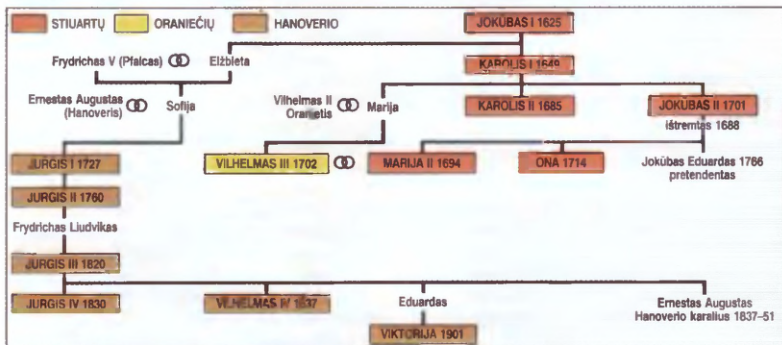 STIUARTŲ
ORANIEČIŲ
HANOVERIO
JOKŪBAS I 1625
Frydrichas V (Pfalcas)
Elžbieta
KAROLIS I 1649
Ernestas Augustas
(Hanoveris)
Sofija
Vilhelmas II
Oranietis
Marija
KAROLIS II 1685
JOKŪBAS II 1701
ištremtas 1688
JURGIS I 1727
VILHELMAS III 1702
MARIJA II 1694
ONA 1714
Jokūbas Eduardas 1766
pretendentas
JURGIS II 1760
Frydrichas Liudvikas
JURGIS III 1820
JURGIS IV 1830
VILHELMAS IV 1837
Eduardas
Ernestas Augustas
Hanoverio karalius 1837–51
VIKTORIJA 1901